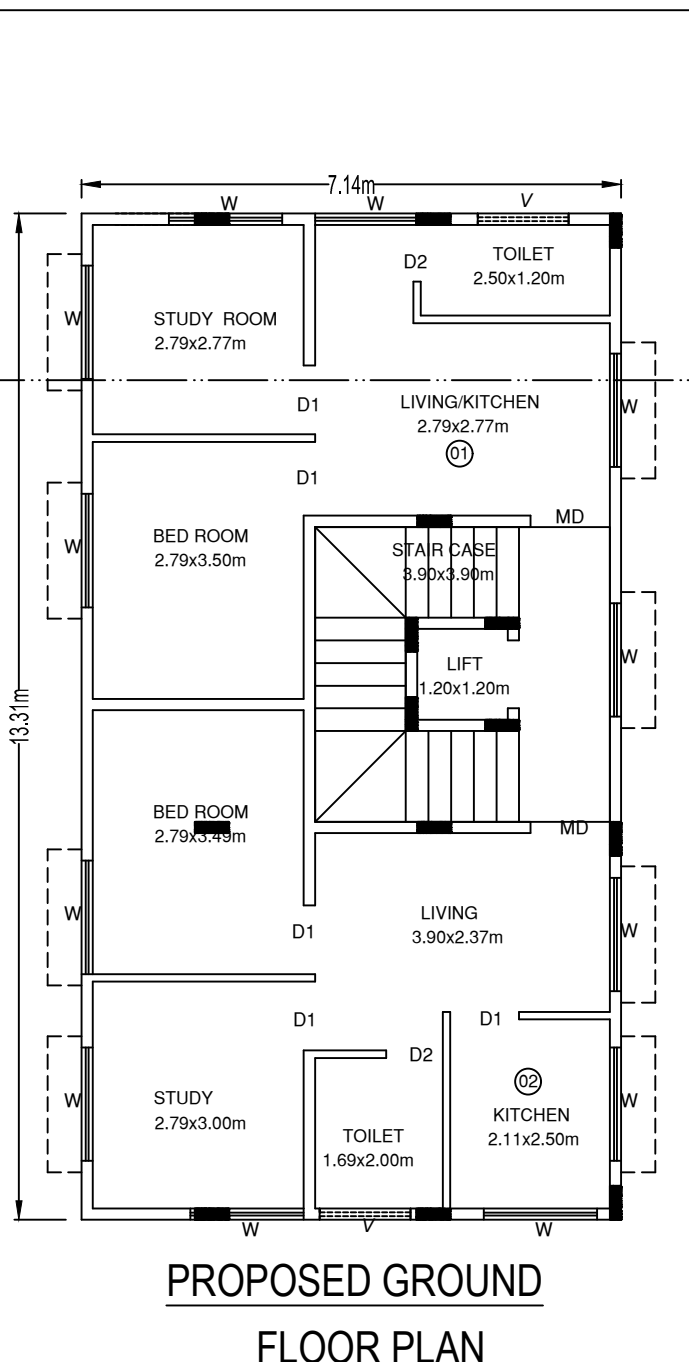 7.14m
W
W
V
TOILET
2.50x1.20m
D2
W
STUDY ROOM
2.79x2.77m
D1
LIVING/KITCHEN
2.79x2.77m
W
01
D1
MD
W
BED ROOM
2.79x3.50m
STAIR CASE
3.90x3.90m
LIFT
1.20x1.20m
W
13.31m
BED ROOM
2.79x3.49m
MD
W
LIVING
3.90x2.37m
W
D1
D1
D1
D2
02
W
STUDY
2.79x3.00m
KITCHEN
2.11x2.50m
W
TOILET
1.69x2.00m
W
V
W
PROPOSED GROUND
FLOOR PLAN